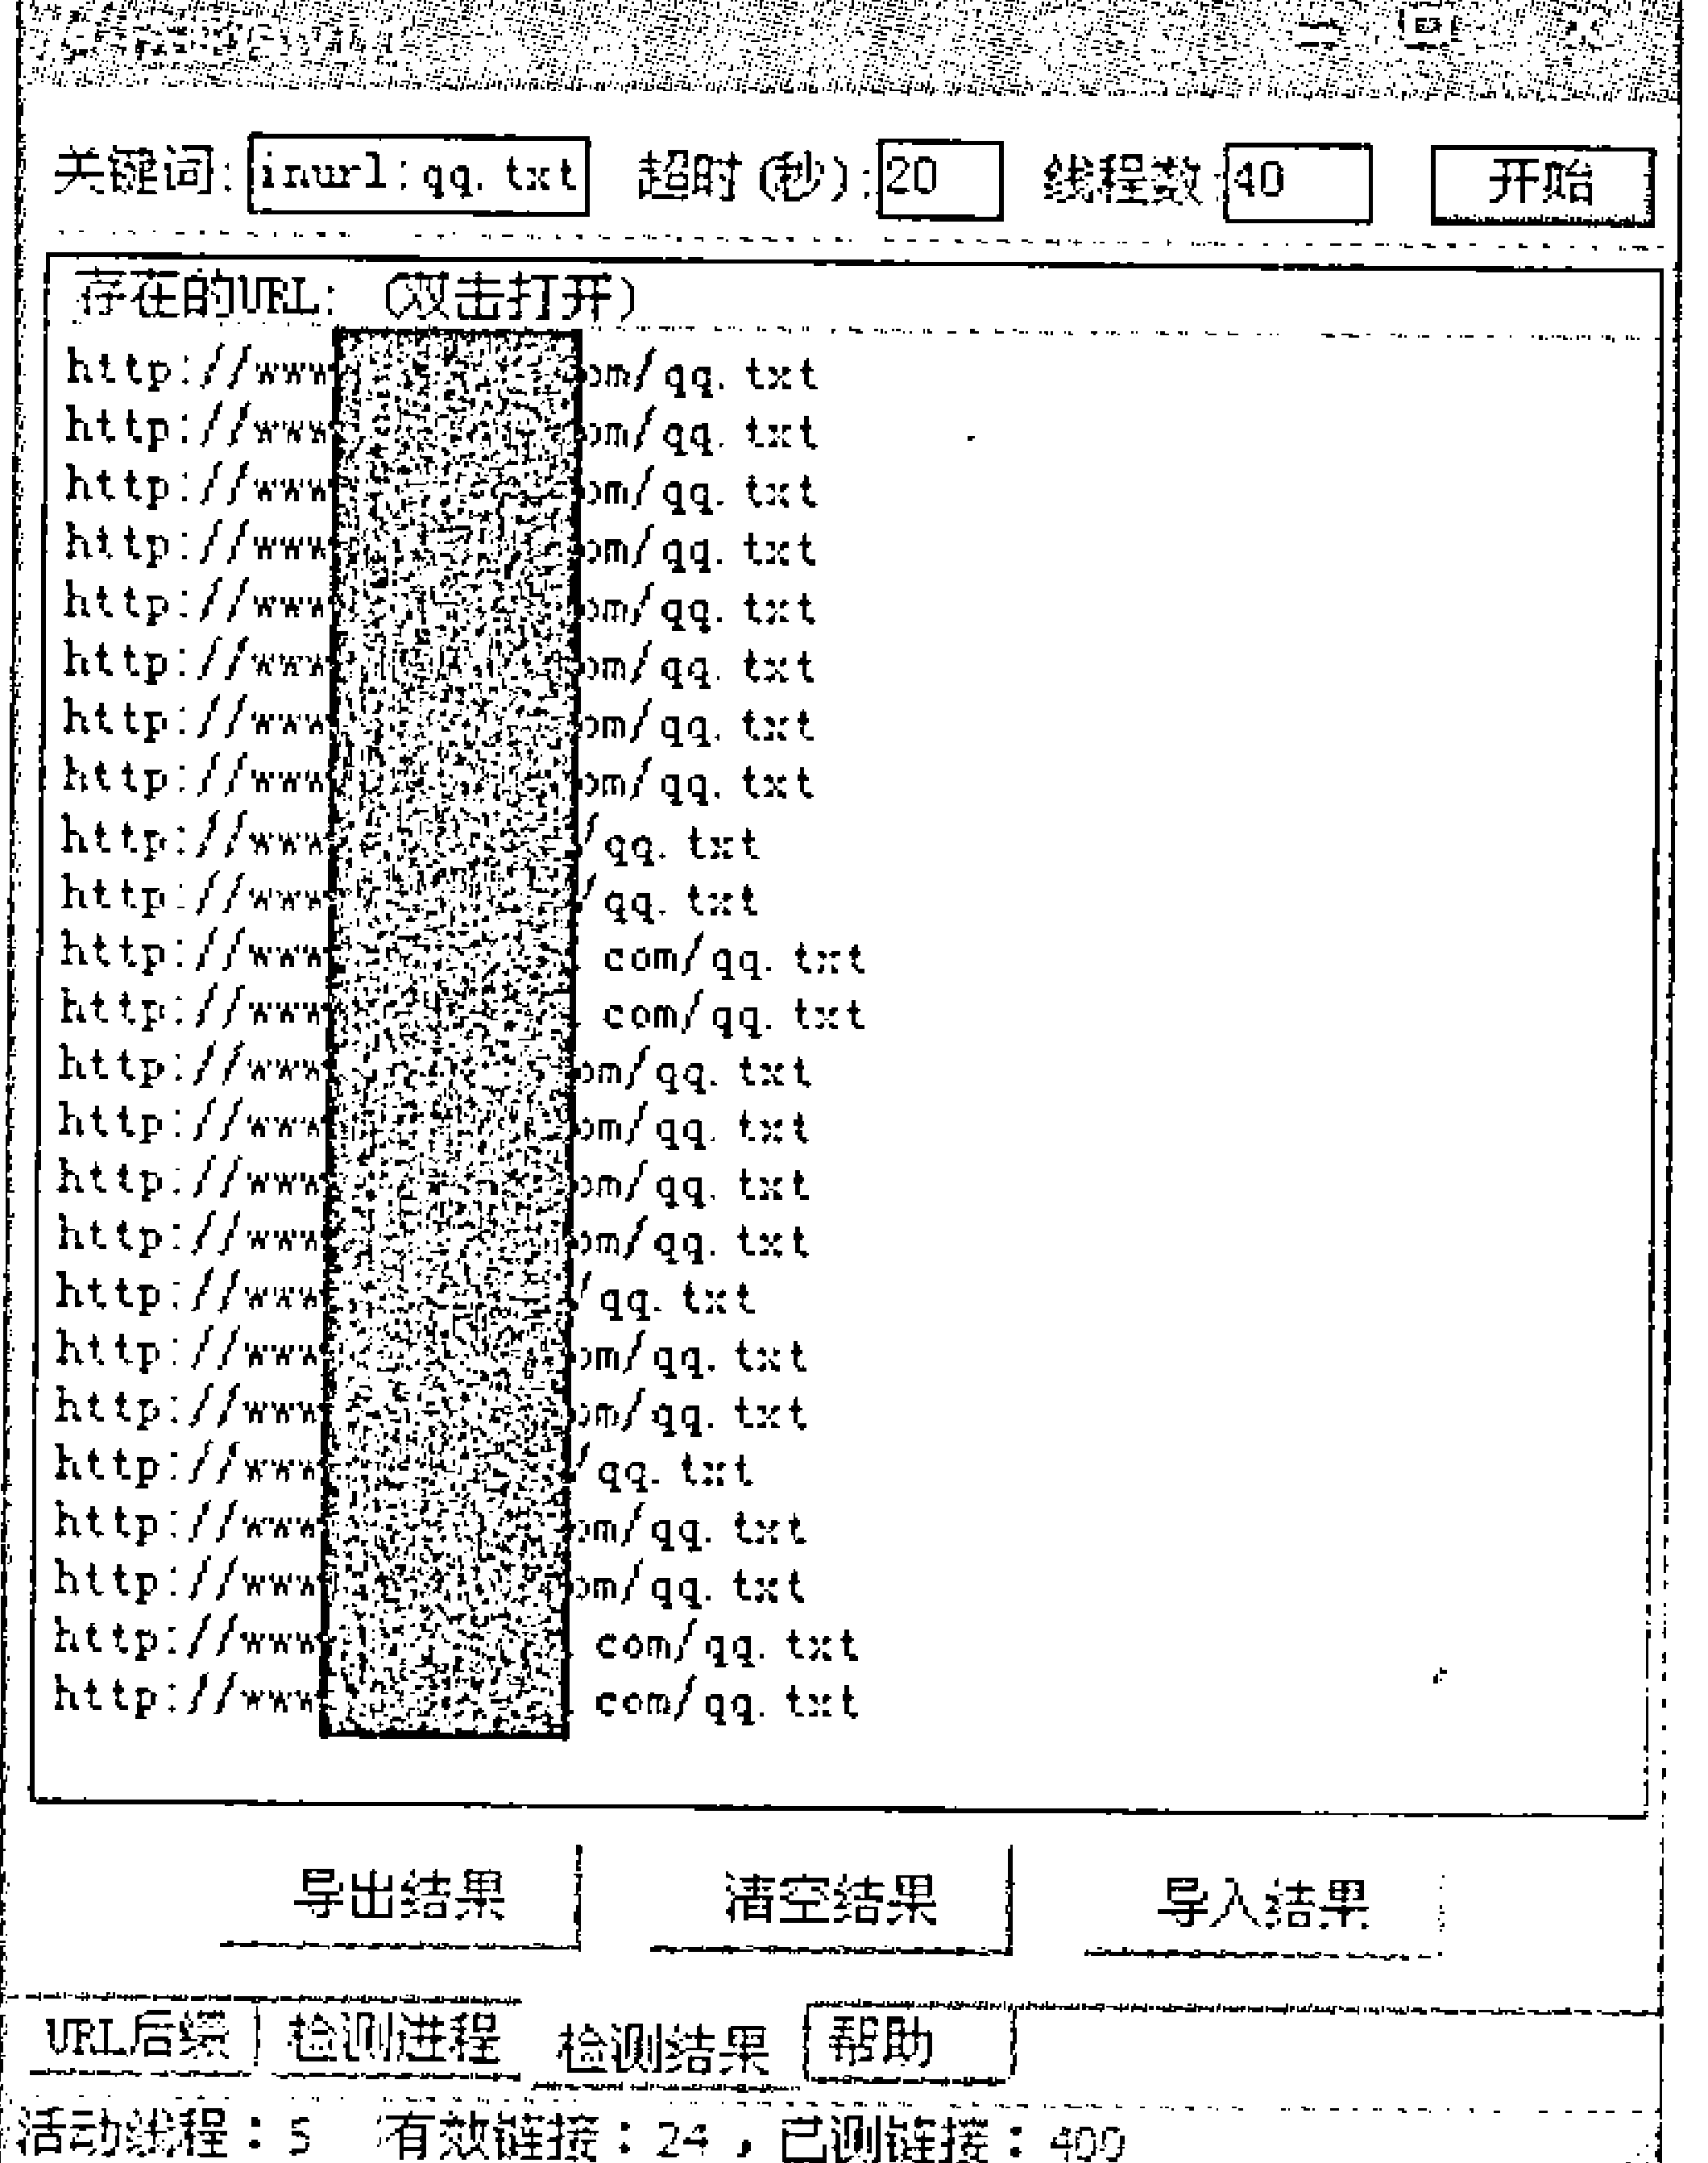 关键词: inurl:qq.txt 超时(秒): 20 线程数: 40 开始
存在的URL: (双击打开)
http://www om/qq.txt
http://www om/qq.txt
http://www om/qq.txt
http://www om/qq.txt
http://www om/qq.txt
http://www om/qq.txt
http://www om/qq.txt
http://www om/qq.txt
http://www /qq.txt
http://www /qq.txt
http://www .com/qq.txt
http://www .com/qq.txt
http://www om/qq.txt
http://www om/qq.txt
http://www om/qq.txt
http://www om/qq.txt
http://www /qq.txt
http://www om/qq.txt
http://www om/qq.txt
http://www /qq.txt
http://www om/qq.txt
http://www om/qq.txt
http://www .com/qq.txt
http://www .com/qq.txt
导出结果 清空结果 导入结果
URL后缀 检测进程 检测结果 帮助
活动线程：5 有效链接：24，已测链接：400